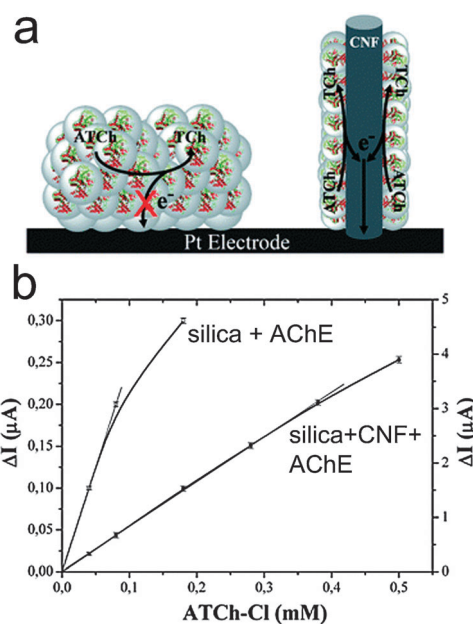 a
CNF
ATCh
TCh
e-
TCh
TCh
e-
ATCh
ATCh
Pt Electrode
b
0,30
0,25
0,20
0,15
0,10
0,05
0,00
ΔI (μA)
silica + AChE
silica+CNF+
AChE
5
4
3
2
1
0
ΔI (μA)
0,0
0,1
0,2
0,3
0,4
0,5
ATCh-Cl (mM)